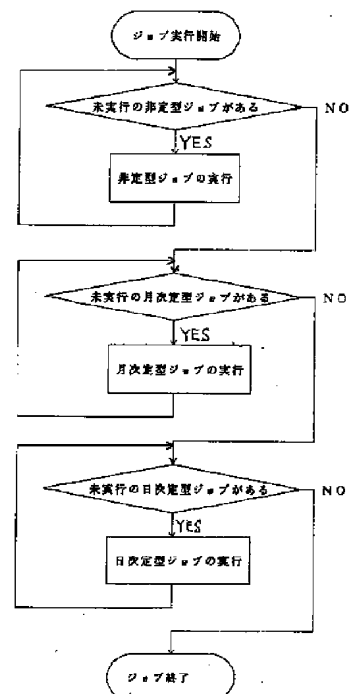 ジョブ実行開始
未実行の非定型ジョブがある
NO
YES
非定型ジョブの実行
未実行の月次定型ジョブがある
NO
YES
月次定型ジョブの実行
未実行の日次定型ジョブがある
NO
YES
日次定型ジョブの実行
ジョブ終了